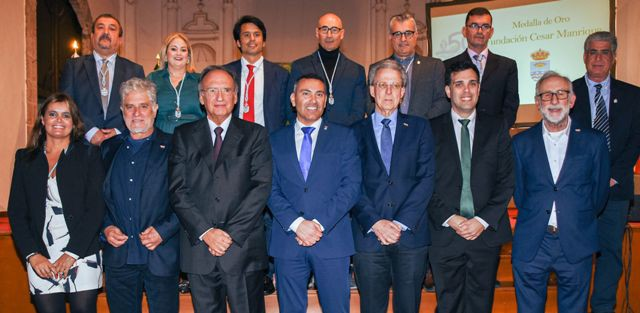 Medalla de Oro
Fundación Cesar Manrique